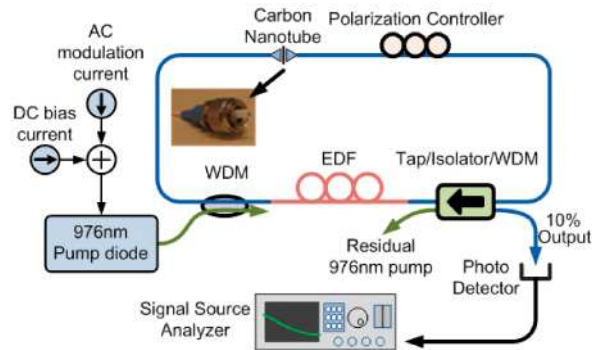 Carbon
Nanotube
Polarization Controller
AC
modulation
current
DC bias
current
WDM
EDF
Tap/Isolator/WDM
976nm
Pump diode
Residual
976nm pump
10%
Output
Photo
Detector
Signal Source
Analyzer